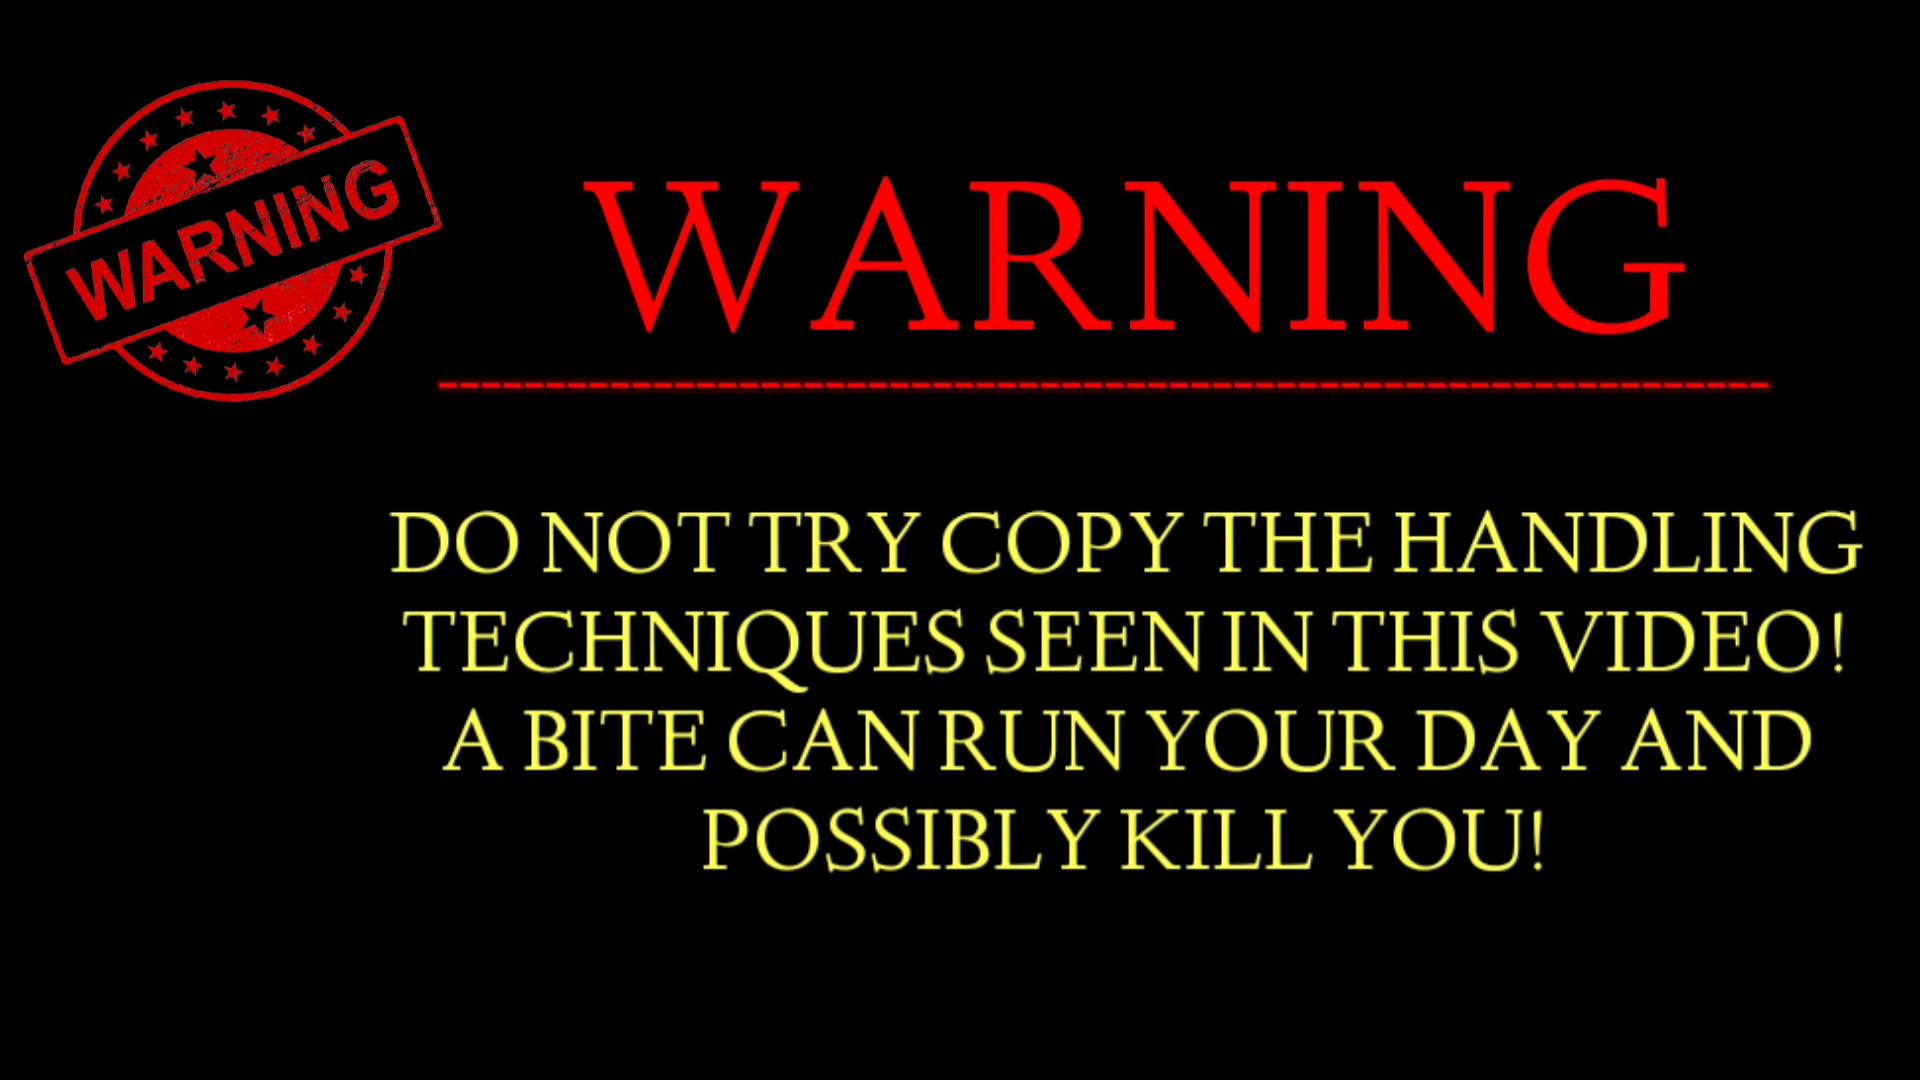 WARNING
WARNING
--------------------------------------------------------------
DO NOT TRY COPY THE HANDLING
TECHNIQUES SEEN IN THIS VIDEO!
A BITE CAN RUN YOUR DAY AND
POSSIBLY KILL YOU!